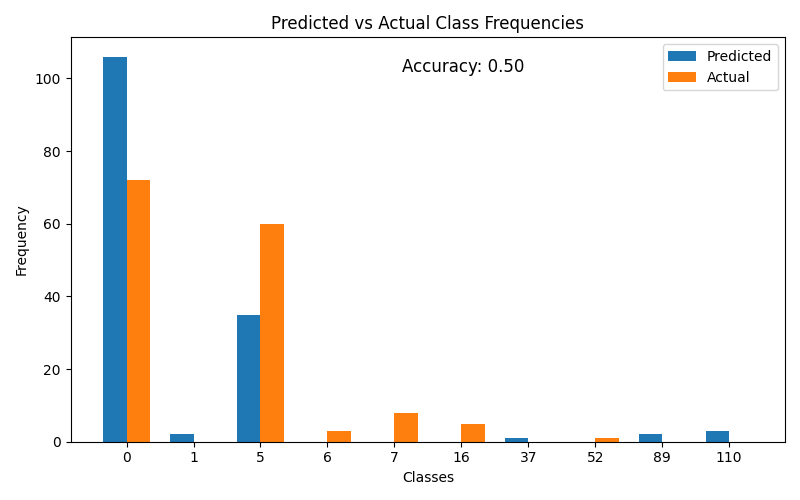 Predicted vs Actual Class Frequencies
Accuracy: 0.50
Predicted
Actual
Frequency
100
80
60
40
20
0
0 1 5 6 7 16 37 52 89 110
Classes